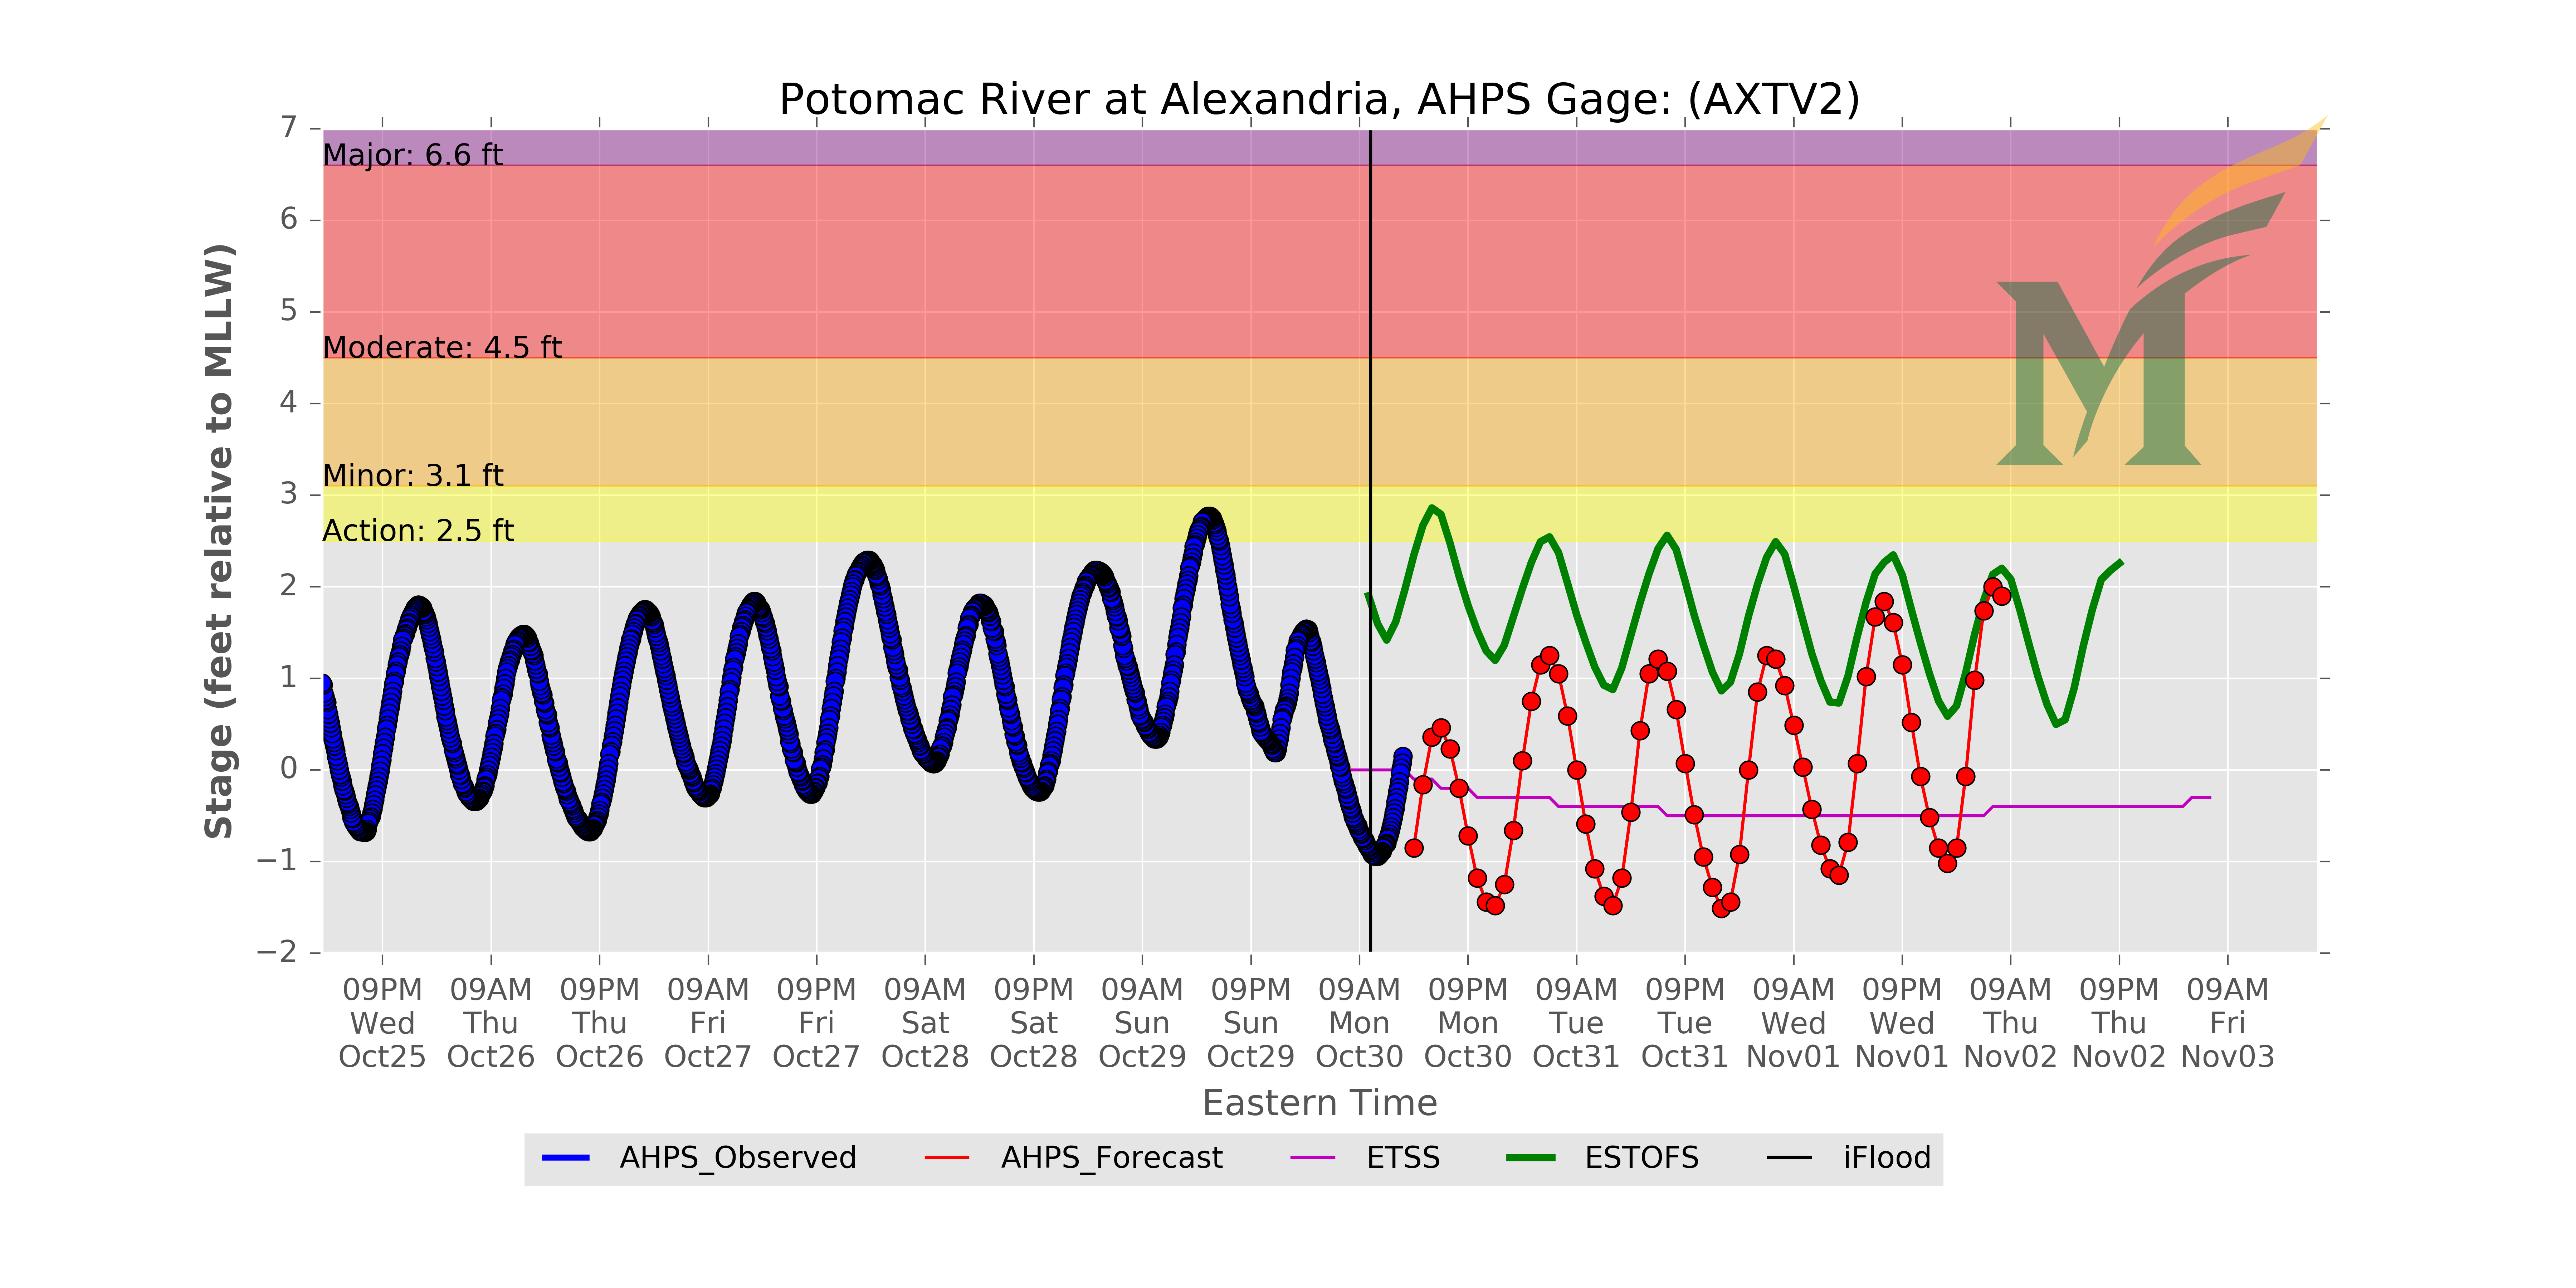 Potomac River at Alexandria, AHPS Gage: (AXTV2)
Stage (feet relative to MLLW)
7
6
5
4
3
2
1
0
−1
−2
Major: 6.6 ft
Moderate: 4.5 ft
Minor: 3.1 ft
Action: 2.5 ft
M
09PM 09AM 09PM 09AM 09PM 09AM 09PM 09AM 09PM 09AM 09PM 09AM 09PM 09AM 09PM 09AM 09PM 09AM
Wed Thu Thu Fri Fri Sat Sat Sun Sun Mon Mon Tue Tue Wed Wed Thu Thu Fri
Oct25 Oct26 Oct26 Oct27 Oct27 Oct28 Oct28 Oct29 Oct29 Oct30 Oct30 Oct31 Oct31 Nov01 Nov01 Nov02 Nov02 Nov03
Eastern Time
AHPS_Observed AHPS_Forecast ETSS ESTOFS iFlood